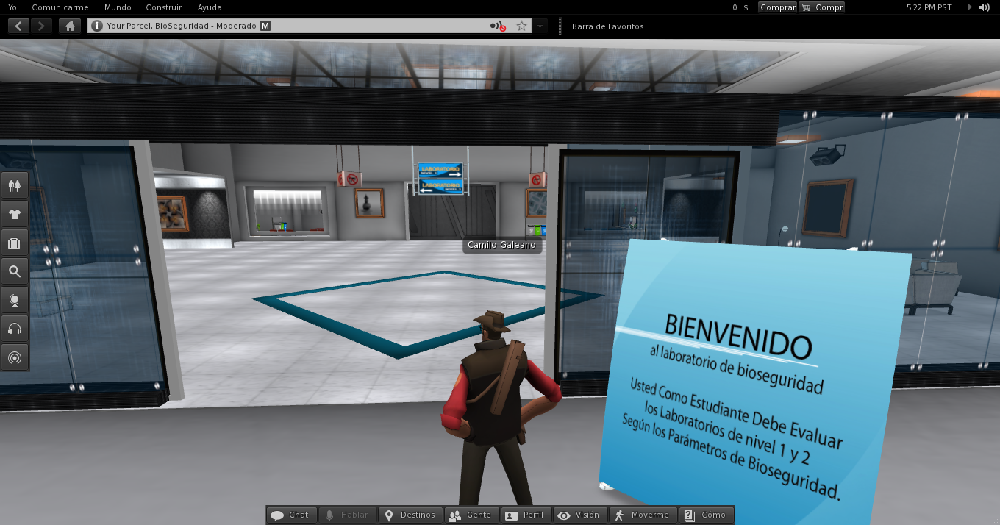 Yo Comunicarme Mundo Construir Ayuda 0 L$ Comprar Compr 5:22 PM PST
Your Parcel, BioSeguridad - Moderado M Barra de Favoritos
LABORATORIO
NIVEL 1
LABORATORIO
NIVEL 2
Camilo Galeano
BIENVENIDO
al laboratorio de bioseguridad
Usted Como Estudiante Debe Evaluar
los Laboratorios de nivel 1 y 2
Según los Parámetros de Bioseguridad.
Chat Hablar Destinos Gente Perfil Visión Moverme Cómo